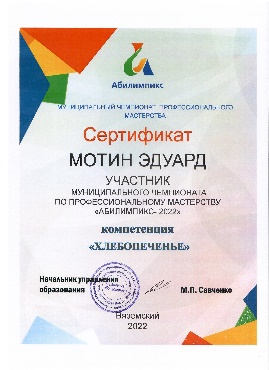 Абилимпикс
МУНИЦИПАЛЬНЫЙ ЧЕМПИОНАТ ПРОФЕССИОНАЛЬНОГО
МАСТЕРСТВА
Сертификат
МОТИН ЭДУАРД
УЧАСТНИК
МУНИЦИПАЛЬНОГО ЧЕМПИОНАТА
ПО ПРОФЕССИОНАЛЬНОМУ МАСТЕРСТВУ
«АБИЛИМПИКС- 2022»
компетенция
«ХЛЕБОПЕЧЕНЬЕ»
Начальник управления
образования М.П. Савченко
Вяземский
2022